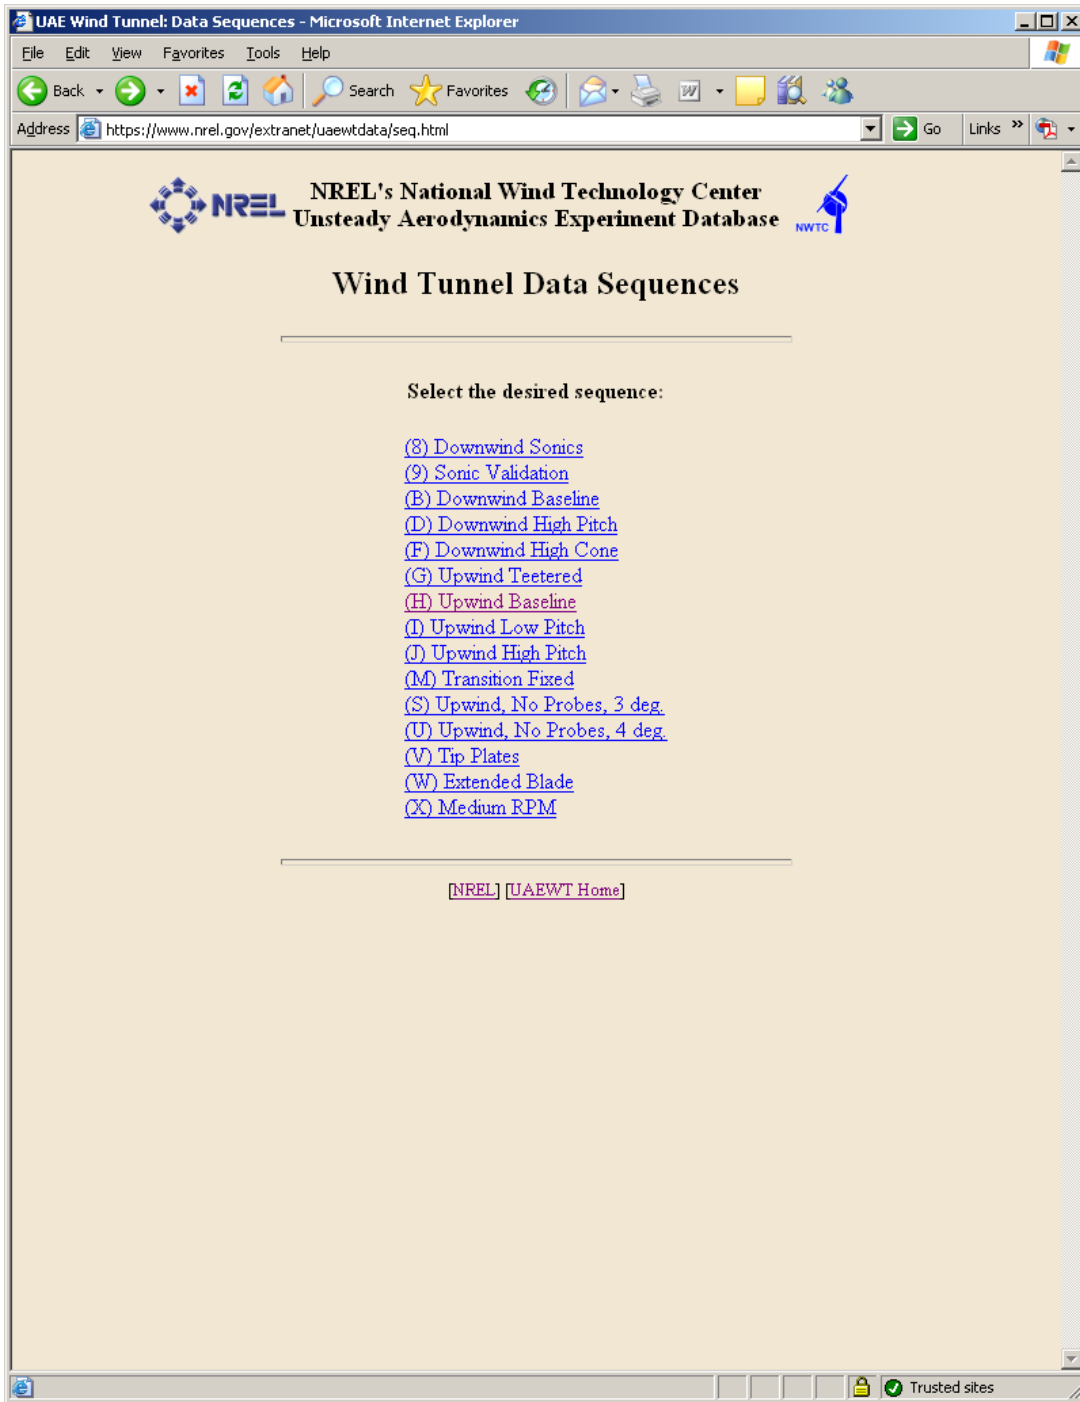 UAE Wind Tunnel: Data Sequences - Microsoft Internet Explorer
File Edit View Favorites Tools Help
Back Search Favorites
Address https://www.nrel.gov/extranet/uaewtdata/seq.html Go Links »
NREL NREL's National Wind Technology Center
Unsteady Aerodynamics Experiment Database NWTC
Wind Tunnel Data Sequences
Select the desired sequence:
(8) Downwind Sonics
(9) Sonic Validation
(B) Downwind Baseline
(D) Downwind High Pitch
(F) Downwind High Cone
(G) Upwind Teetered
(H) Upwind Baseline
(I) Upwind Low Pitch
(J) Upwind High Pitch
(M) Transition Fixed
(S) Upwind, No Probes, 3 deg.
(U) Upwind, No Probes, 4 deg.
(V) Tip Plates
(W) Extended Blade
(X) Medium RPM
[NREL] [UAEWT Home]
Trusted sites